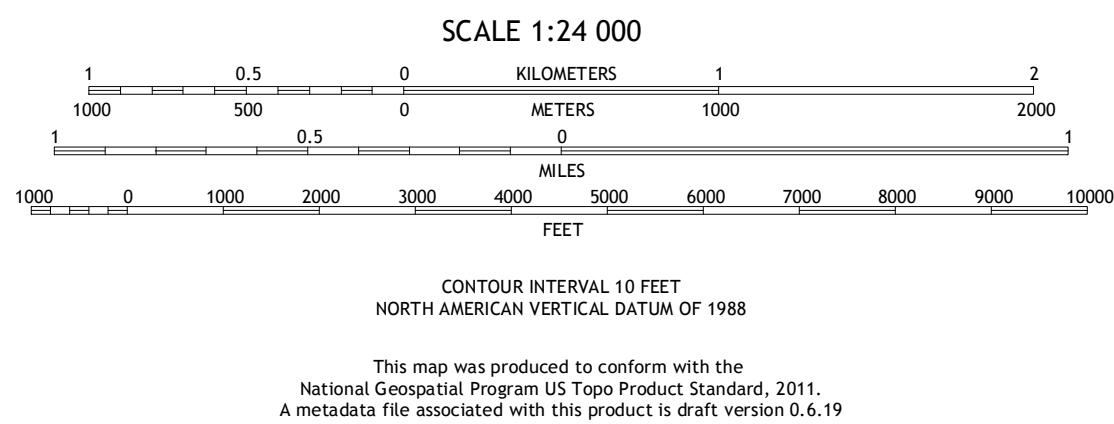 SCALE 1:24 000
1 0.5 0 KILOMETERS 1 2
1000 500 0 METERS 1000 2000
1 0.5 0 1
MILES
1000 0 1000 2000 3000 4000 5000 6000 7000 8000 9000 10000
FEET
CONTOUR INTERVAL 10 FEET
NORTH AMERICAN VERTICAL DATUM OF 1988
This map was produced to conform with the
National Geospatial Program US Topo Product Standard, 2011.
A metadata file associated with this product is draft version 0.6.19